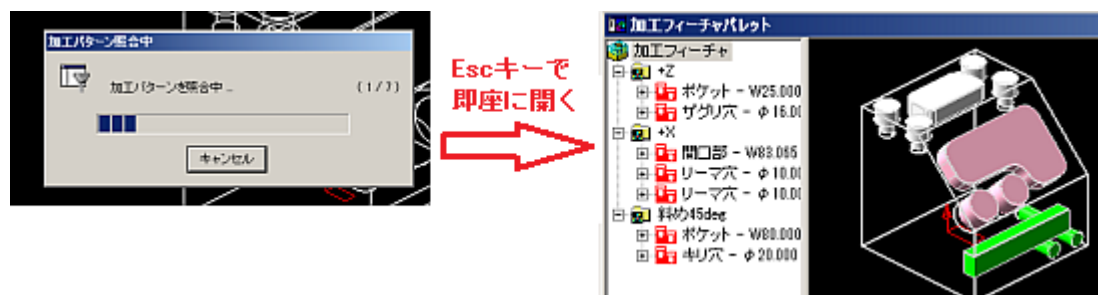 加工パターン照合中
加工パターンを照合中 ..
(1/7)
キャンセル
Escキーで
即座に開く
加工フィーチャパレット
加工フィーチャ
+Z
ポケット - W25.000
ザグリ穴 - φ16.00
+X
開口部 - W83.065
リーマ穴 - φ10.00
リーマ穴 - φ10.00
斜め45deg
ポケット - W80.000
キリ穴 - φ20.000